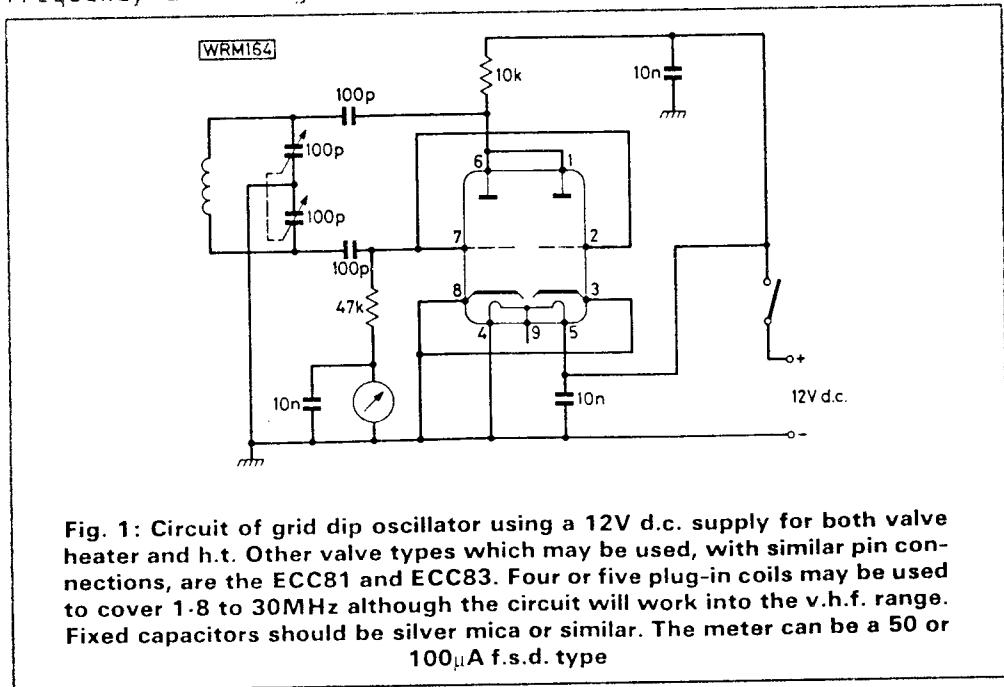 WRM164
10k
10n
100p
100p
6
1
100p
7
2
100p
8
3
47k
4
9
5
+
10n
10n
12V d.c.
-
Fig. 1: Circuit of grid dip oscillator using a 12V d.c. supply for both valve
heater and h.t. Other valve types which may be used, with similar pin con-
nections, are the ECC81 and ECC83. Four or five plug-in coils may be used
to cover 1·8 to 30MHz although the circuit will work into the v.h.f. range.
Fixed capacitors should be silver mica or similar. The meter can be a 50 or
100µA f.s.d. type